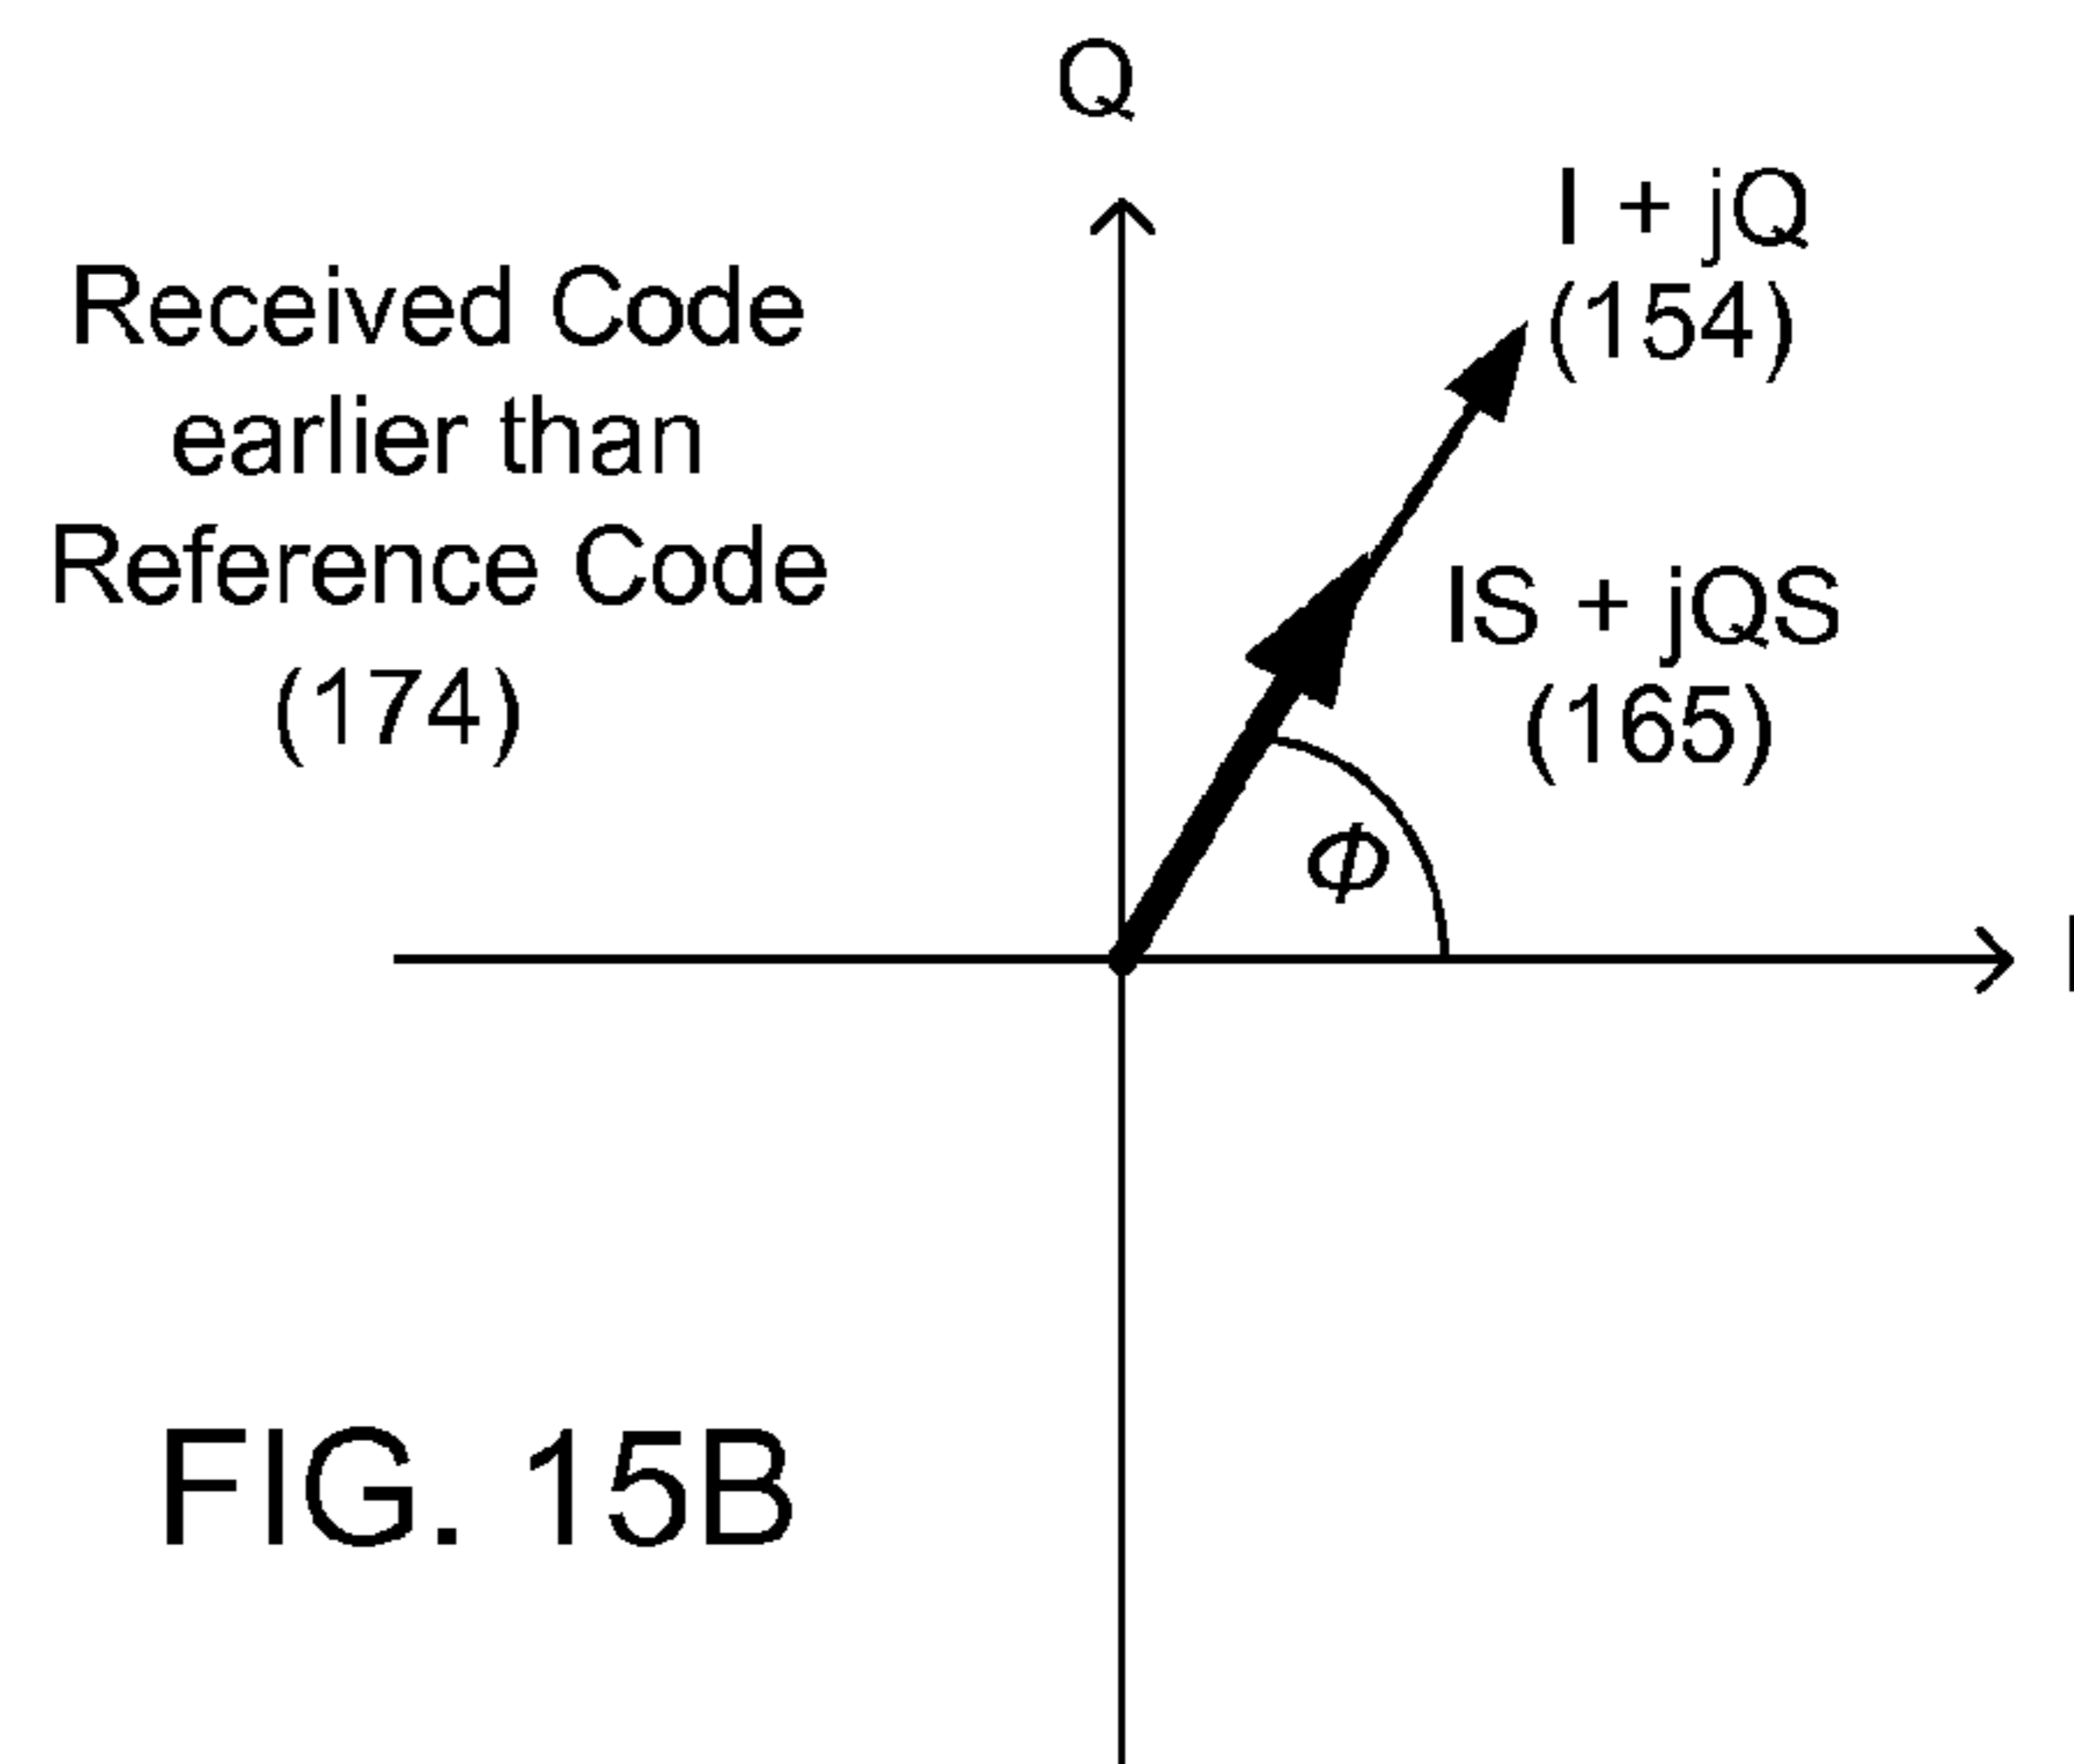 Q
I + jQ
(154)
Received Code
earlier than
Reference Code
(174)
IS + jQS
(165)
Φ
I
FIG. 15B